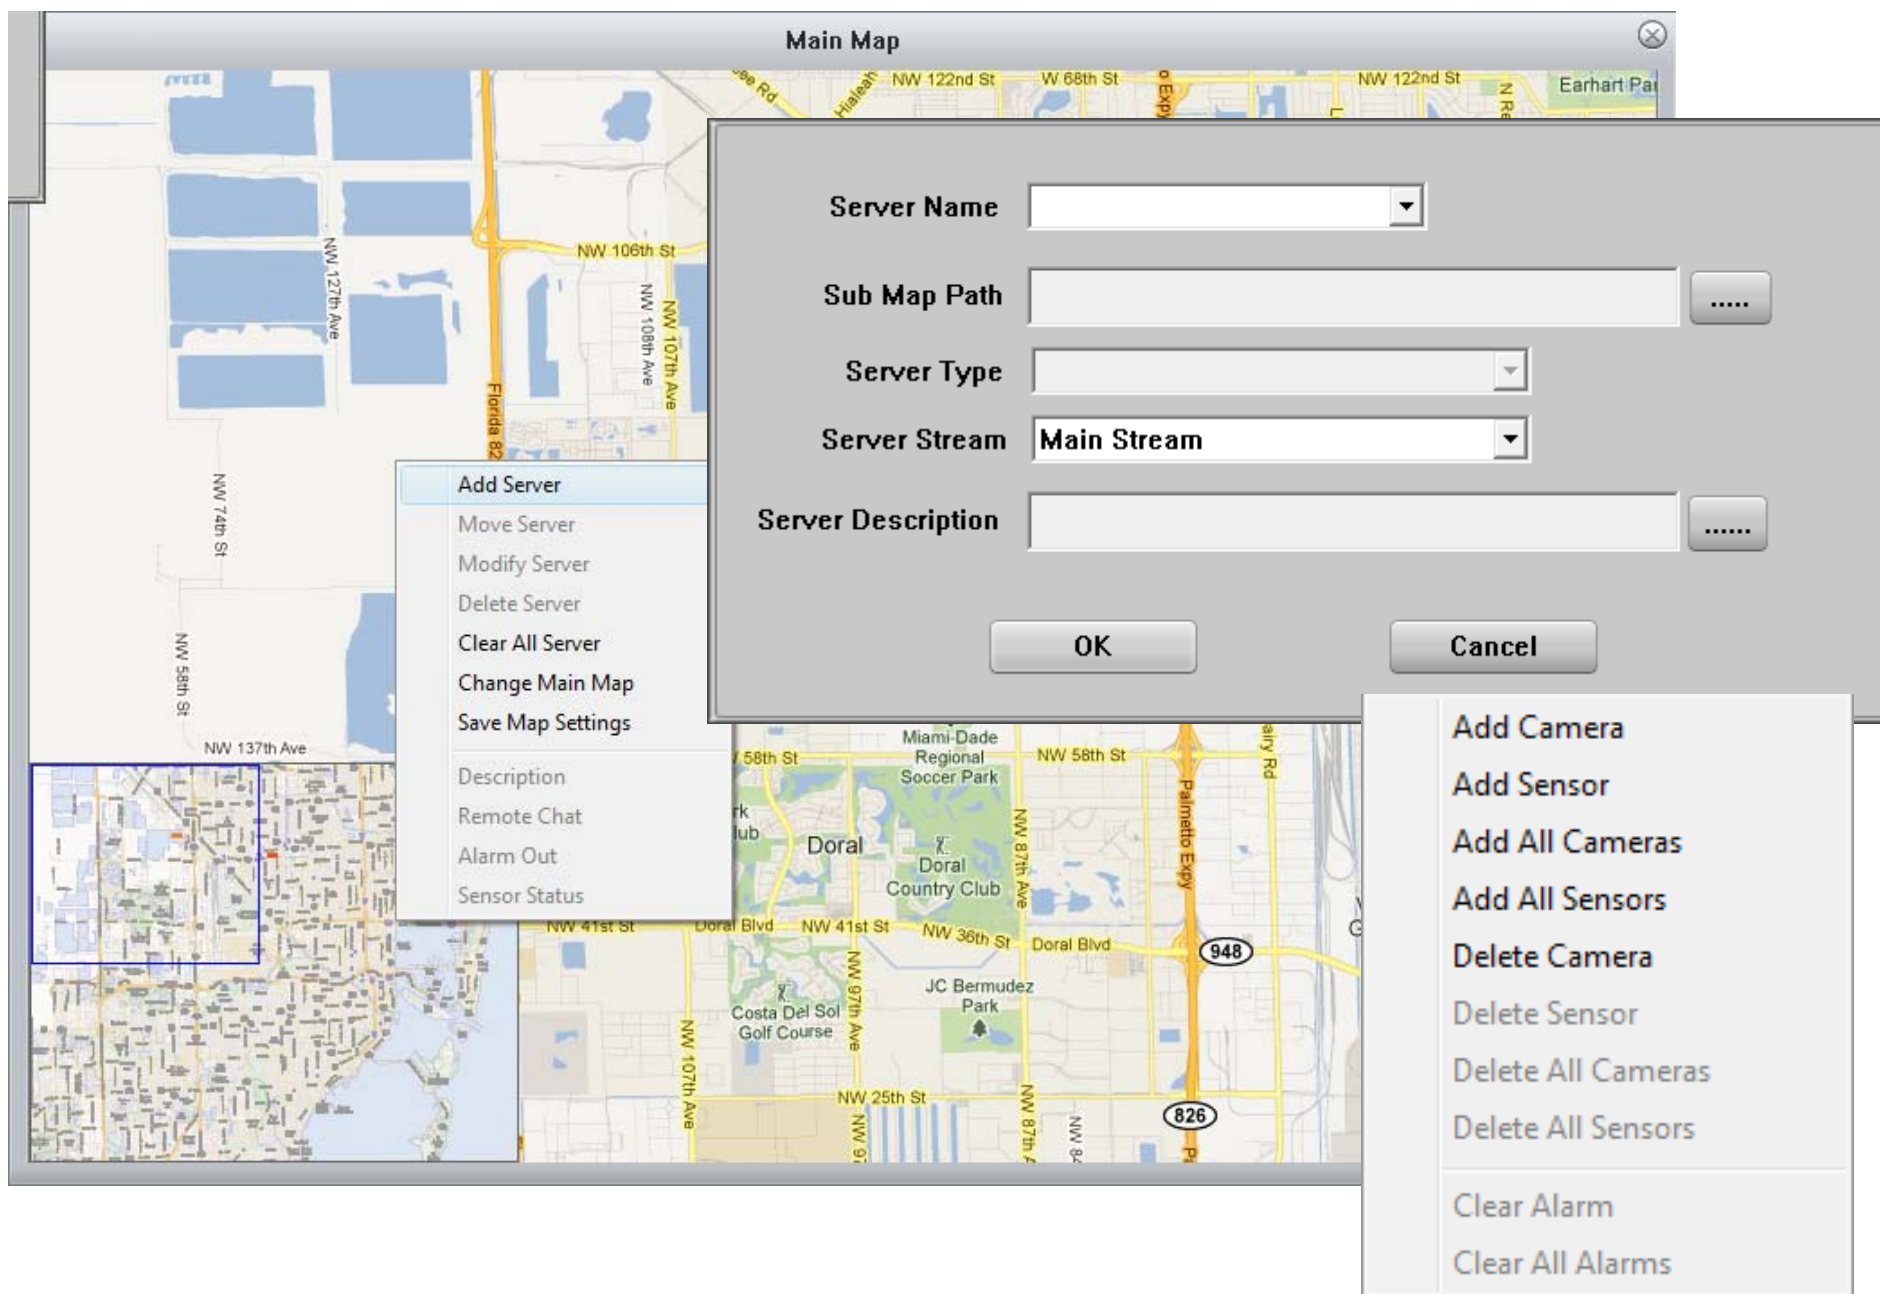 Main Map
NW 122nd St
W 68th St
NW 122nd St
Earhart
Hialeah
NW 106th St
NW 127th Ave
NW 108th Ave
NW 107th Ave
Florida 82
NW 74th St
NW 58th St
NW 137th Ave
Server Name
Sub Map Path
.....
Server Type
Server Stream
Main Stream
Server Description
......
OK
Cancel
Add Server
Move Server
Modify Server
Delete Server
Clear All Server
Change Main Map
Save Map Settings
Description
Remote Chat
Alarm Out
Sensor Status
58th St
Miami-Dade
Regional
Soccer Park
NW 58th St
Palmetto Expy
Doral
Doral
Country Club
NW 87th Ave
NW 41st St
Doral Blvd
NW 41st St
NW 36th St
Doral Blvd
948
Costa Del Sol
Golf Course
NW 97th Ave
JC Bermudez
Park
NW 107th Ave
NW 25th St
826
Add Camera
Add Sensor
Add All Cameras
Add All Sensors
Delete Camera
Delete Sensor
Delete All Cameras
Delete All Sensors
Clear Alarm
Clear All Alarms